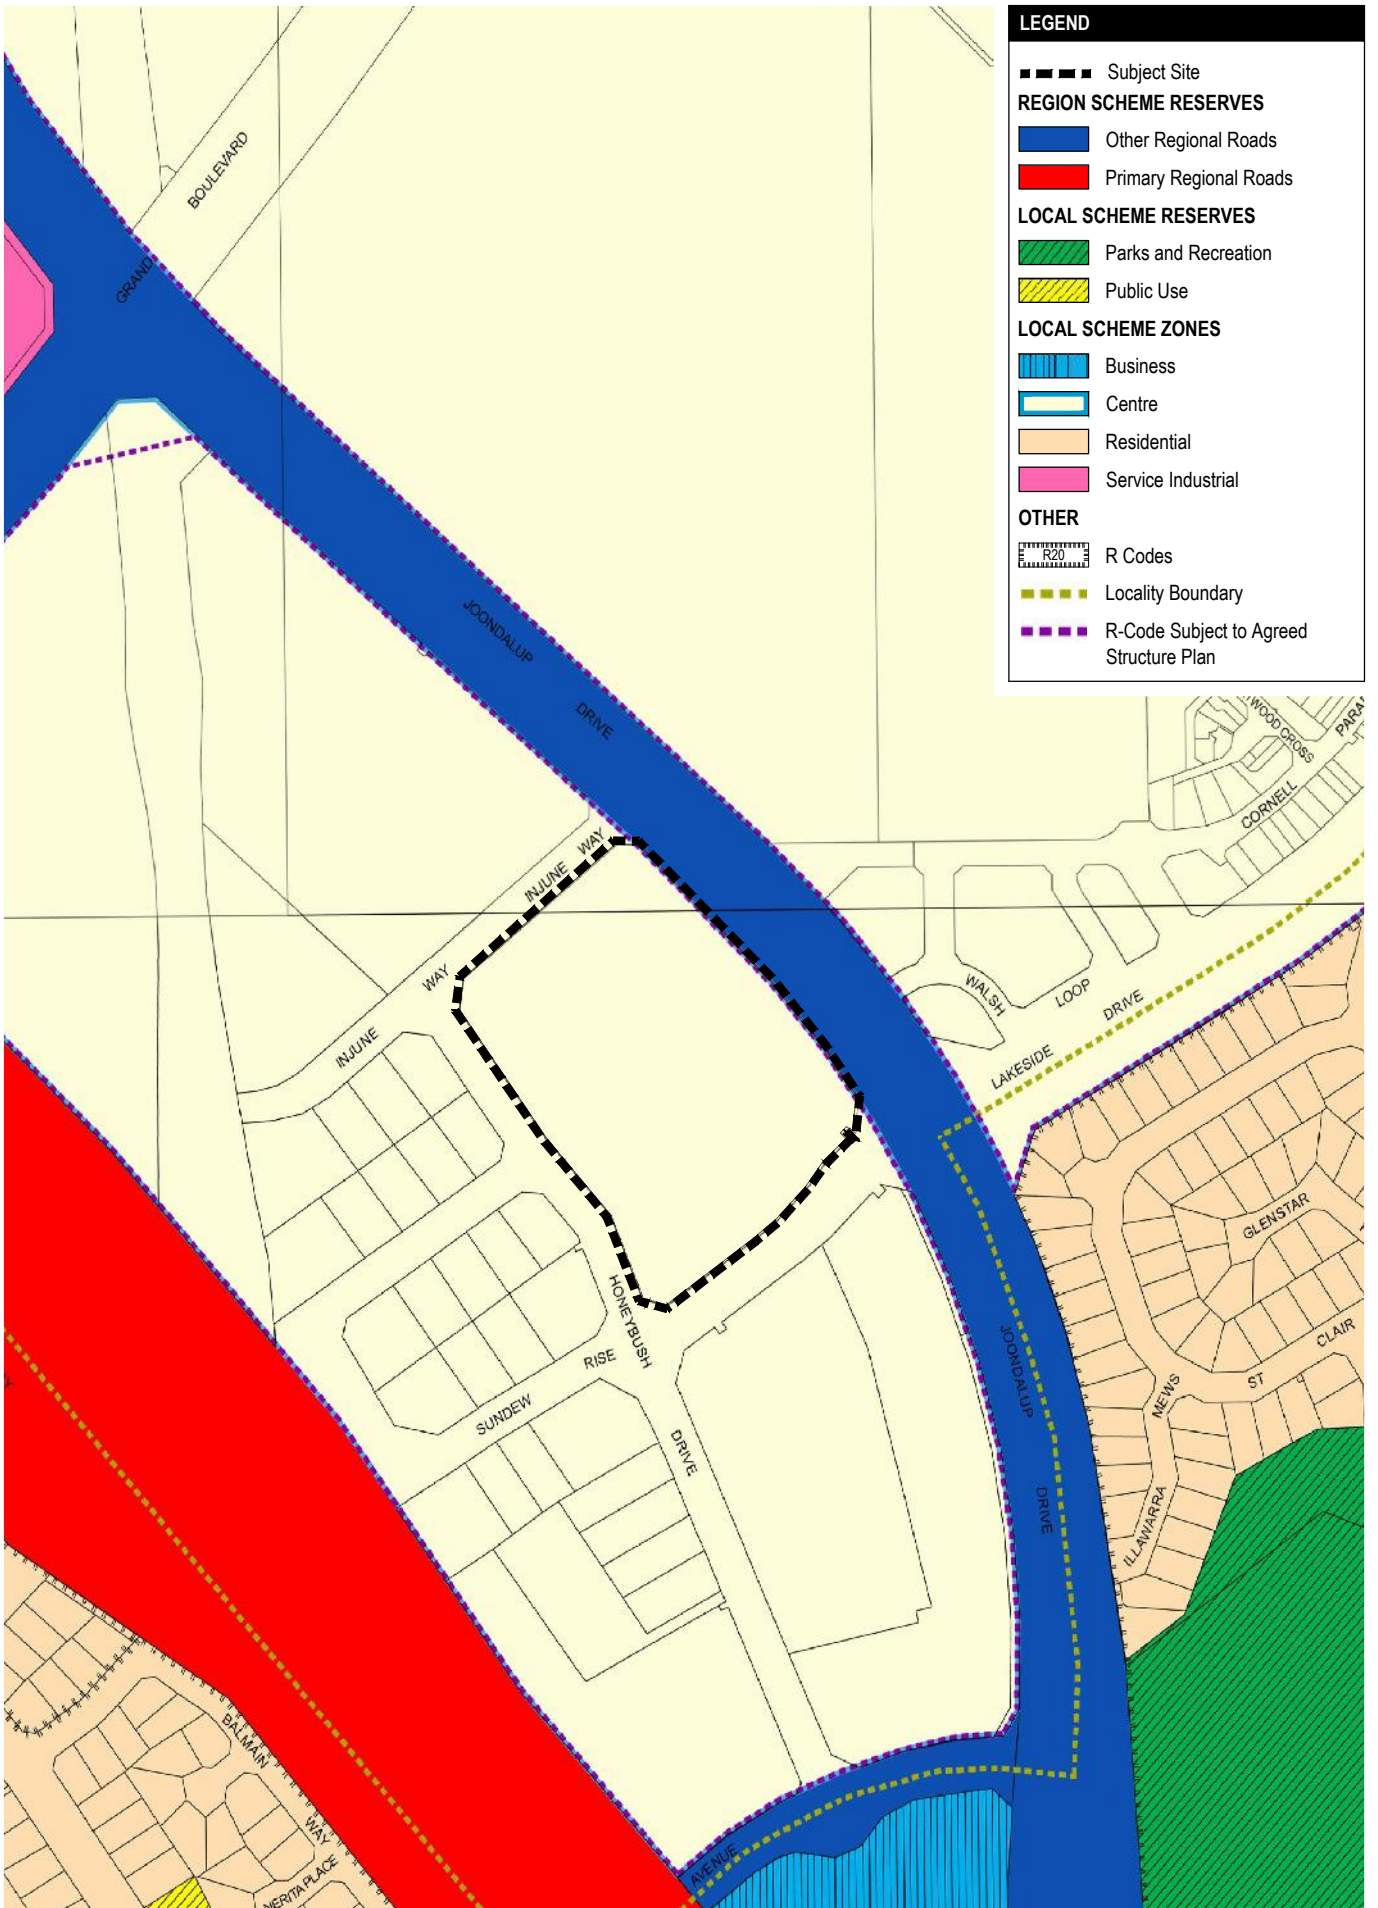 LEGEND
Subject Site
REGION SCHEME RESERVES
Other Regional Roads
Primary Regional Roads
LOCAL SCHEME RESERVES
Parks and Recreation
Public Use
LOCAL SCHEME ZONES
Business
Centre
Residential
Service Industrial
OTHER
R20
R Codes
Locality Boundary
R-Code Subject to Agreed
Structure Plan
BOULEVARD
GRAND
JOONDALUP
DRIVE
WOOD CROSS
PARA
CORNELL
INJUNE WAY
WAY
INJUNE
WALSH
LOOP
DRIVE
LAKESIDE
GLENSTAR
HONEYBUSH
RISE
SUNDEW
DRIVE
JOONDALUP
DRIVE
CLAIR
ST
MEWS
ILLAWARRA
BALMAIN
WAY
NERITA PLACE
AVENUE